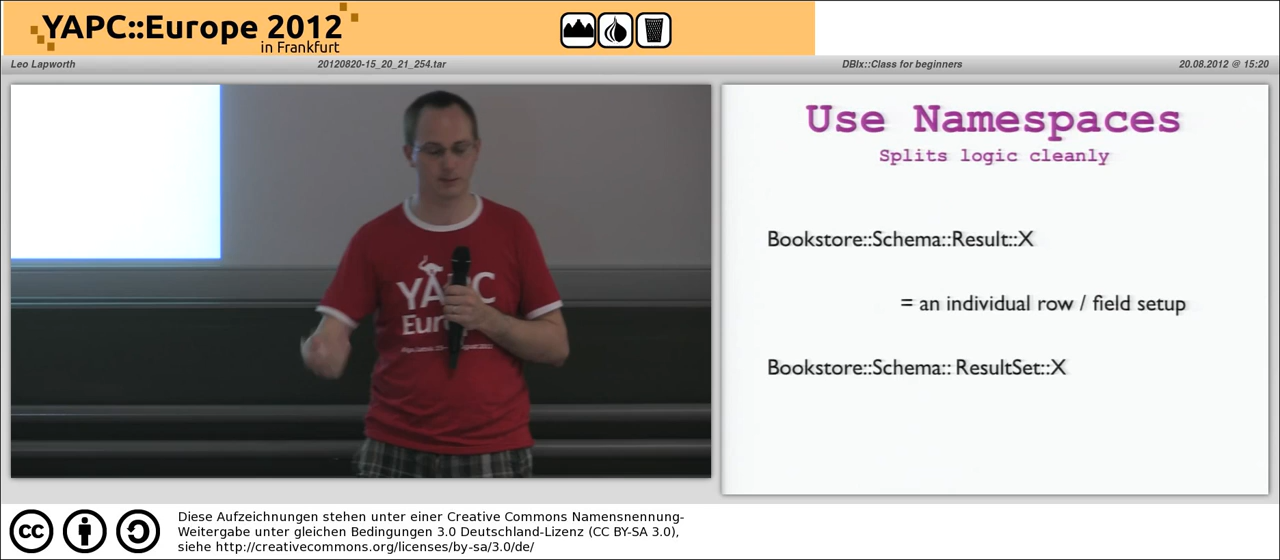 YAPC::Europe 2012
in Frankfurt
Leo Lapworth
20120820-15_20_21_254.tar
DBIx::Class for beginners
20.08.2012 @ 15:20
YAPC
Use Namespaces
Splits logic cleanly
Bookstore::Schema::Result::X
= an individual row / field setup
Bookstore::Schema:: ResultSet::X
cc
Diese Aufzeichnungen stehen unter einer Creative Commons Namensnennung-
Weitergabe unter gleichen Bedingungen 3.0 Deutschland-Lizenz (CC BY-SA 3.0),
siehe http://creativecommons.org/licenses/by-sa/3.0/de/